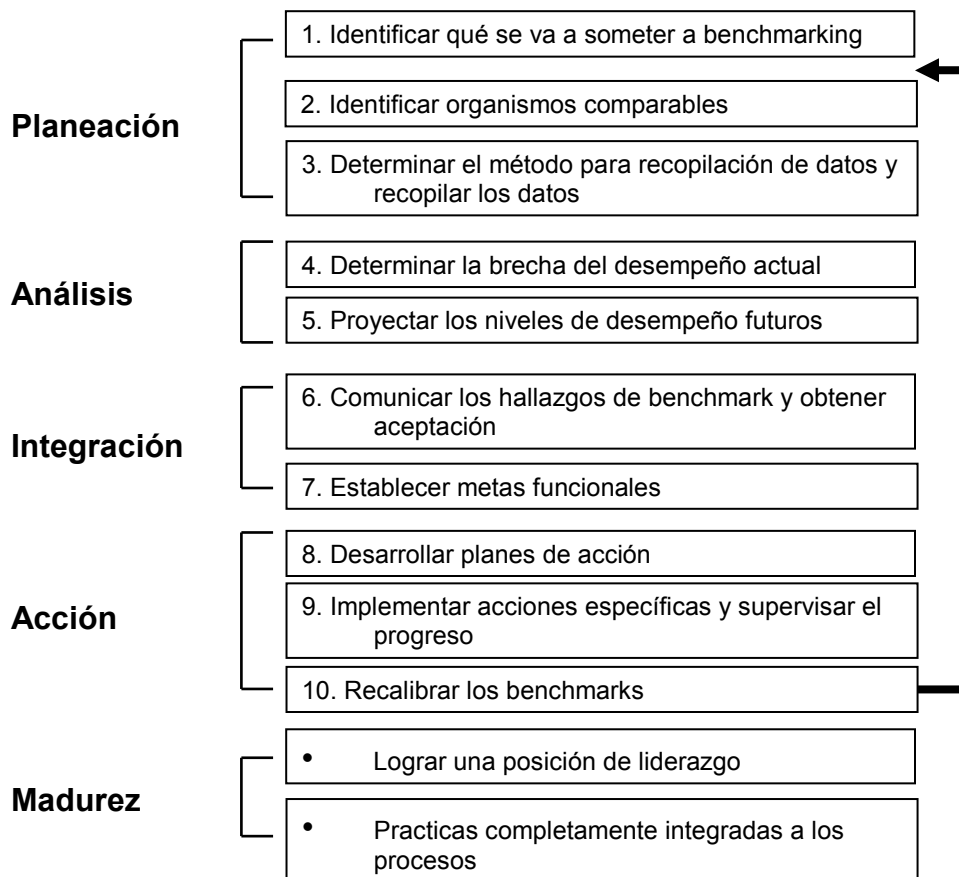 Planeación
1. Identificar qué se va a someter a benchmarking
2. Identificar organismos comparables
3. Determinar el método para recopilación de datos y
recopilar los datos
Análisis
4. Determinar la brecha del desempeño actual
5. Proyectar los niveles de desempeño futuros
Integración
6. Comunicar los hallazgos de benchmark y obtener
aceptación
7. Establecer metas funcionales
Acción
8. Desarrollar planes de acción
9. Implementar acciones específicas y supervisar el
progreso
10. Recalibrar los benchmarks
Madurez
• Lograr una posición de liderazgo
• Practicas completamente integradas a los
procesos